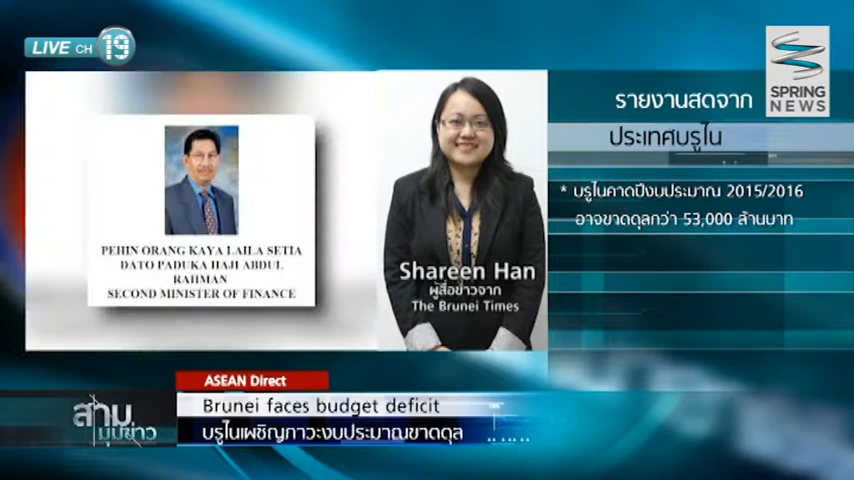 LIVE CH 19
SPRING
NEWS
รายงานสดจาก
ประเทศบรูไน
* บรูไนคาดปีงบประมาณ 2015/2016
อาจขาดดุลกว่า 53,000 ล้านบาท
PEHIN ORANG KAYA LAILA SETIA
DATO PADUKA HAJI ABDUL
RAHMAN
SECOND MINISTER OF FINANCE
Shareen Han
ผู้สื่อข่าวจาก
The Brunei Times
ASEAN Direct
Brunei faces budget deficit
บรูไนเผชิญภาวะงบประมาณขาดดุล
สาม
มุมข่าว